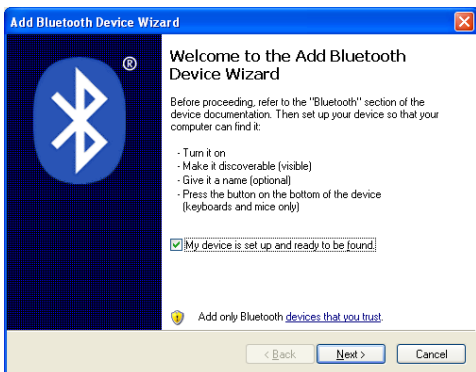 Add Bluetooth Device Wizard
®
Welcome to the Add Bluetooth
Device Wizard
Before proceeding, refer to the "Bluetooth" section of the
device documentation. Then set up your device so that your
computer can find it:
- Turn it on
- Make it discoverable (visible)
- Give it a name (optional)
- Press the button on the bottom of the device
(keyboards and mice only)
My device is set up and ready to be found.
Add only Bluetooth devices that you trust.
< Back Next > Cancel